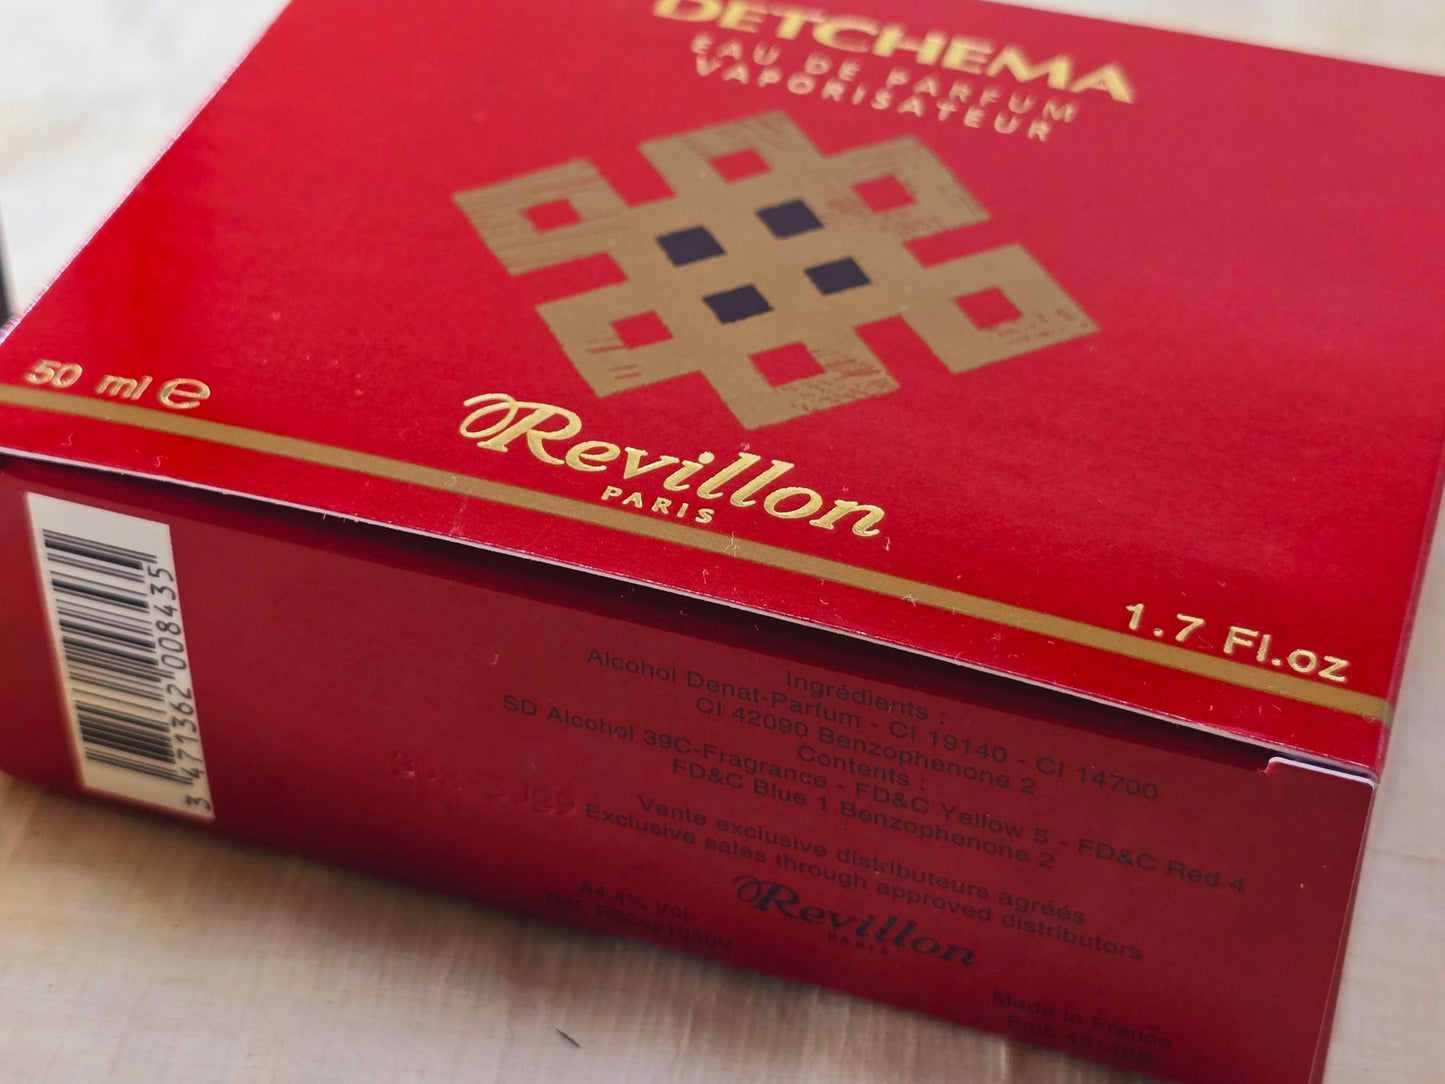 DETCHEMA
EAU DE PARFUM
VAPORISATEUR
50 ml ℮
Revillon
PARIS
1.7 Fl.oz
3 471362 008435
Ingrédients :
Alcohol Denat-Parfum - CI 19140 - CI 14700
CI 42090 Benzophenone 2
Contents :
SD Alcohol 39C-Fragrance - FD&C Yellow 5 - FD&C Red 4
FD&C Blue 1 Benzophenone 2
Vente exclusive distributeurs agréés
Exclusive sales through approved distributors
84,4% Vol.
Revillon
PARIS
Made in France